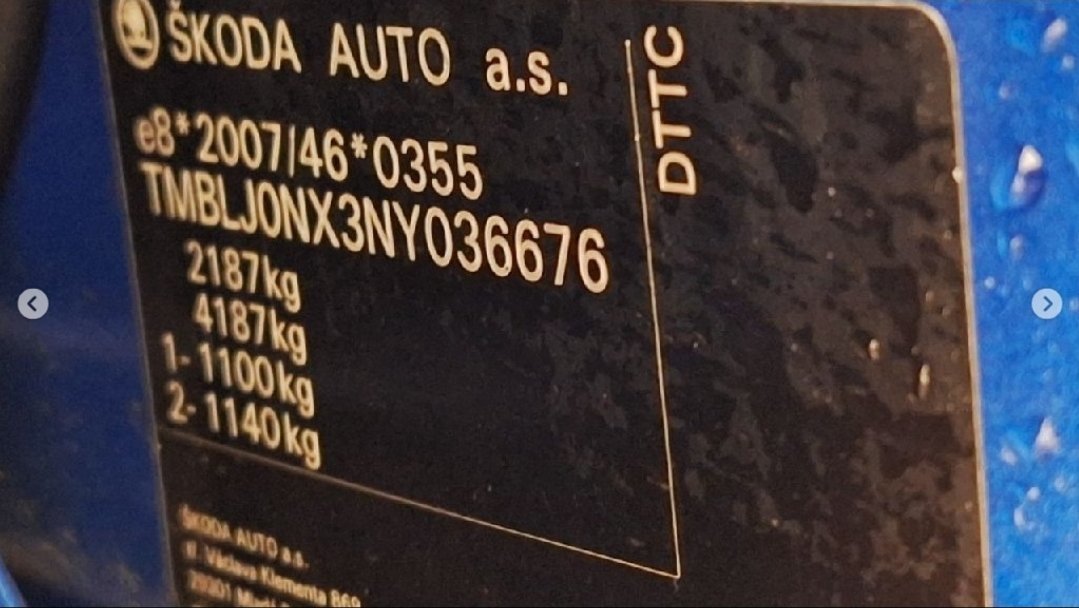 ŠKODA AUTO a.s.
DTTC
e8*2007/46*0355
TMBLJ0NX3NY036676
2187kg
4187kg
1- 1100kg
2- 1140kg
ŠKODA AUTO a.s.
tř. Václava Klementa 869
29301